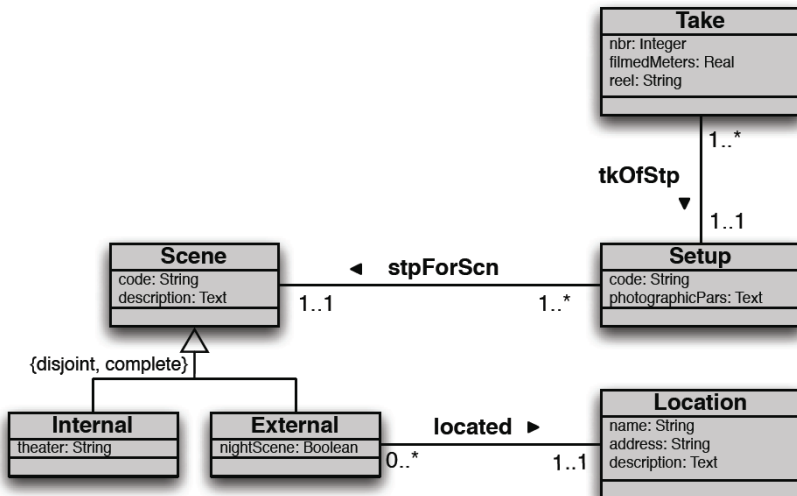 Take
nbr: Integer
filmedMeters: Real
reel: String
1..*
tkOfStp
▼
1..1
Scene
code: String
description: Text
◄ stpForScn
1..1
1..*
Setup
code: String
photographicPars: Text
{disjoint, complete}
Internal
theater: String
External
nightScene: Boolean
located ►
0..*
1..1
Location
name: String
address: String
description: Text